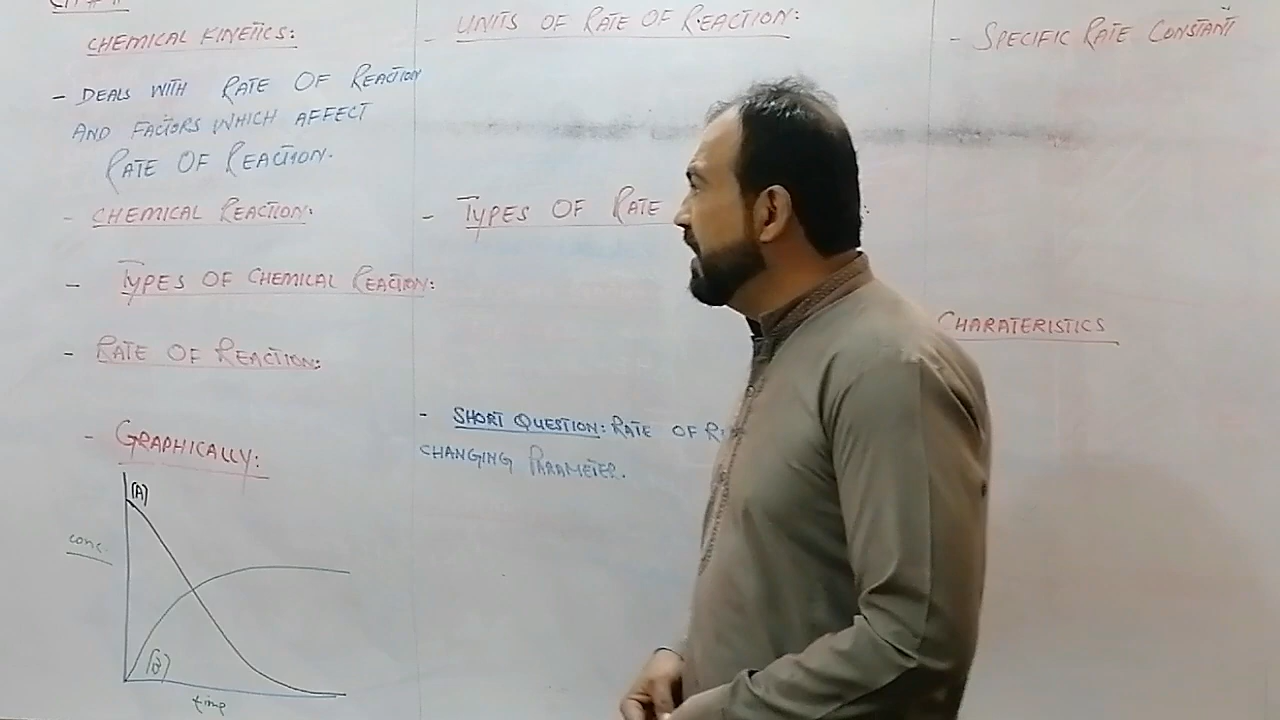 CHEMICAL KINETICS:
- DEALS WITH RATE OF REACTION
AND FACTORS WHICH AFFECT
RATE OF REACTION.
- CHEMICAL REACTION:
- TYPES OF CHEMICAL REACTION:
- RATE OF REACTION:
- GRAPHICALLY:
[A]
conc.
[B]
time
- UNITS OF RATE OF REACTION:
- TYPES OF RATE
- SHORT QUESTION: RATE OF
CHANGING PARAMETER.
- SPECIFIC RATE CONSTANT
CHARATERISTICS